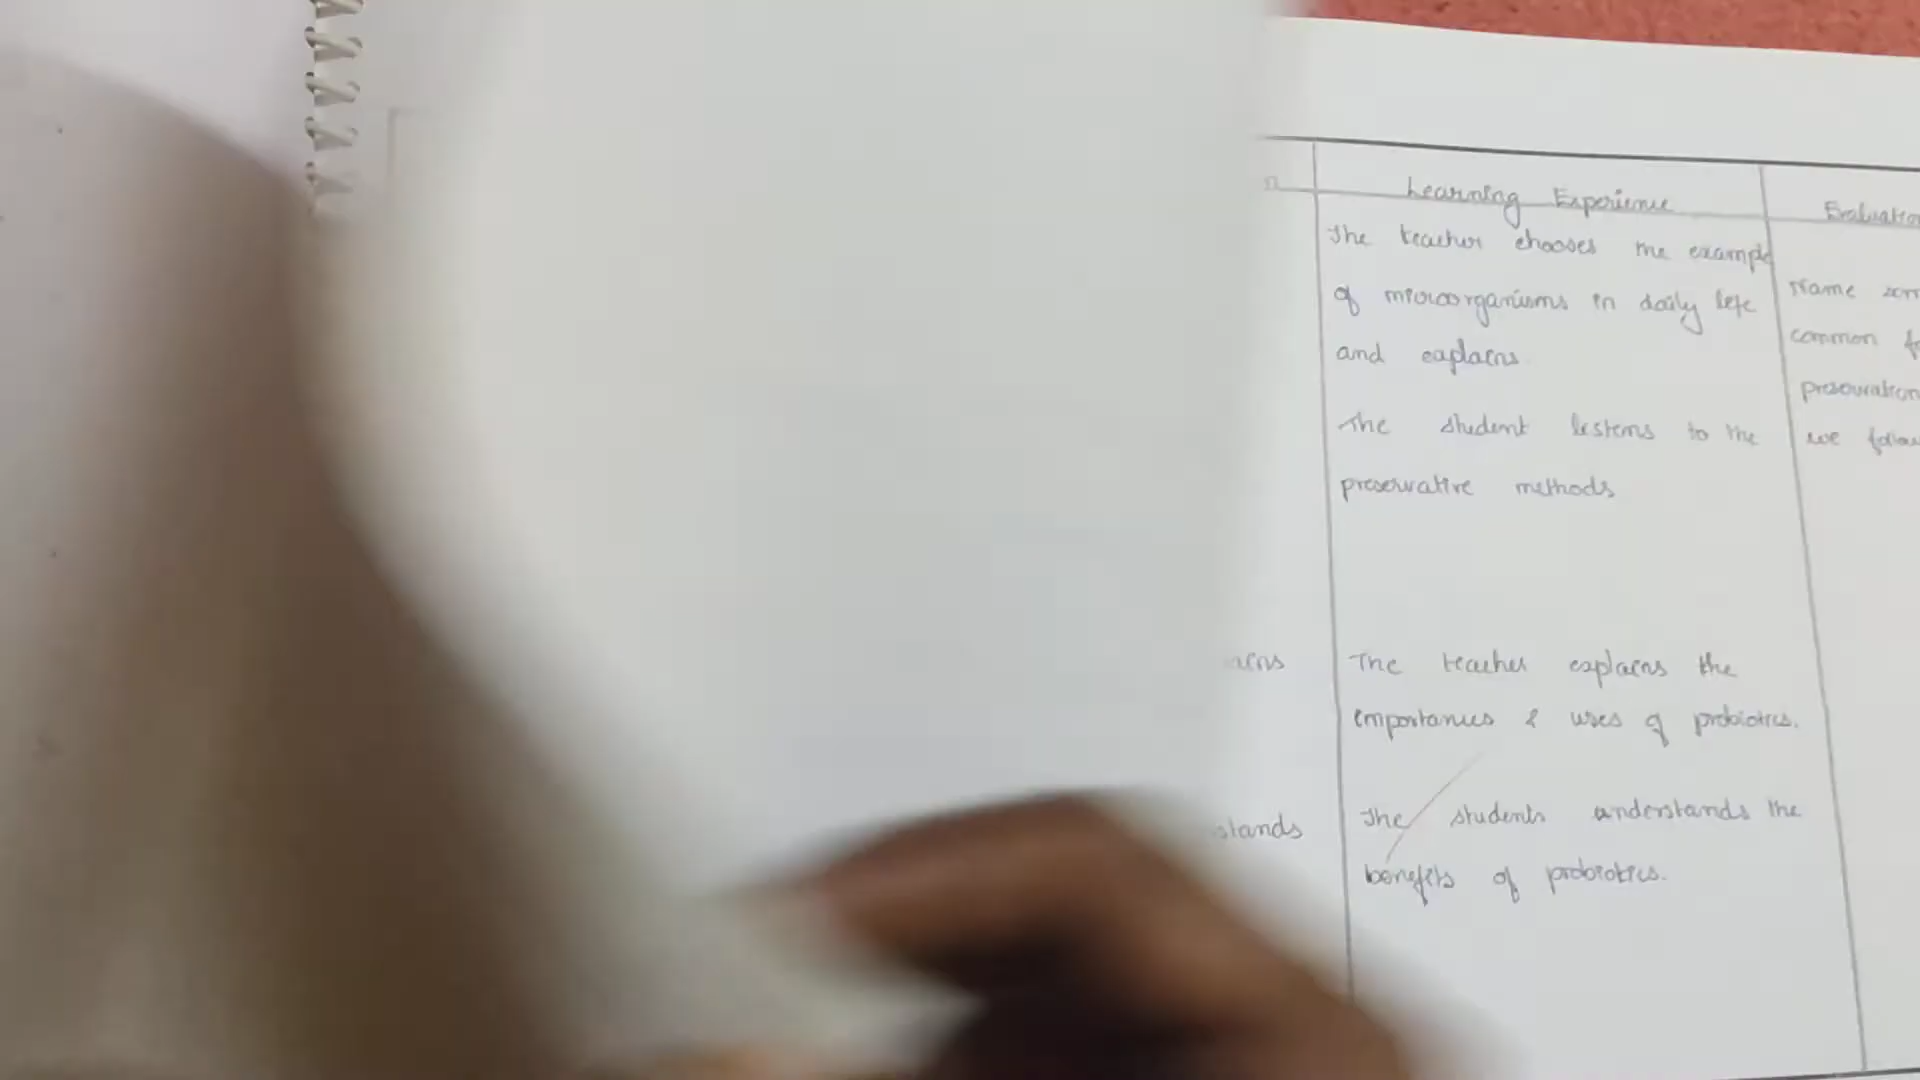 Learning Experience
The teacher chooses the example
of microorganisms in daily life
and explains
The student listens to the
preservative methods
The teacher explains the
importances & uses of probiotics.
The students understands the
benefits of probiotics.
Evaluation
Name
common
preservation
we